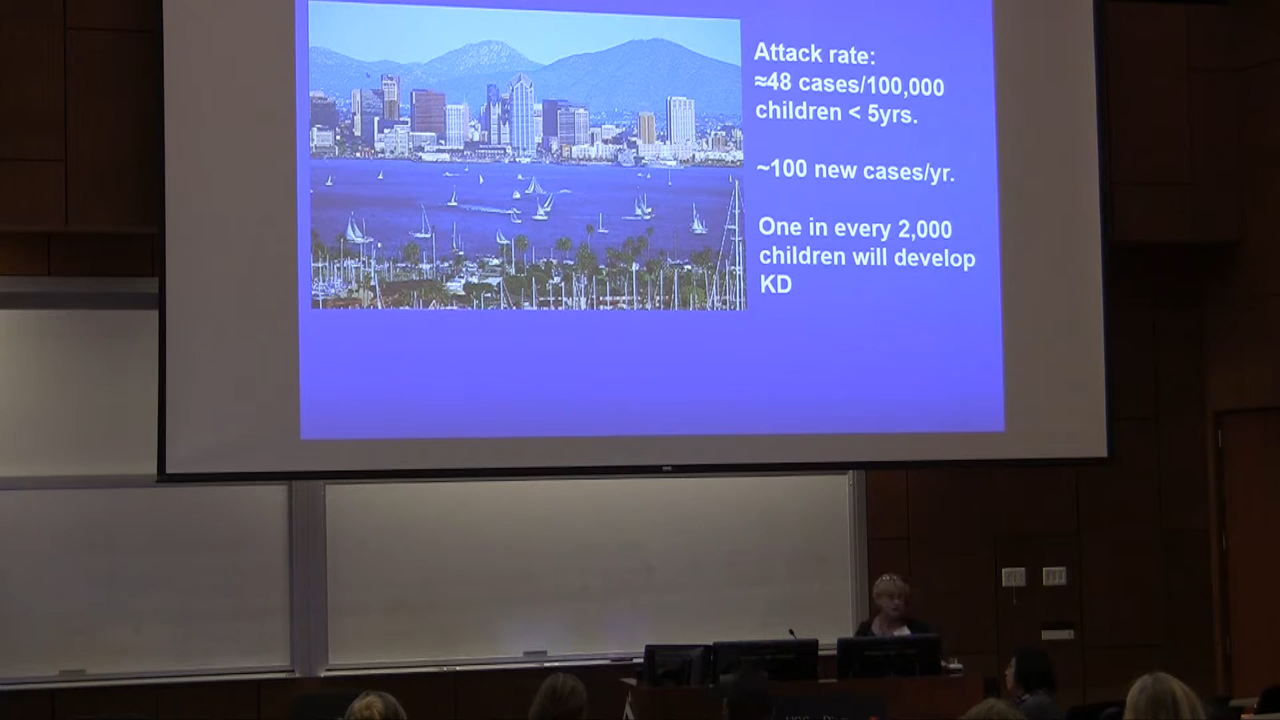 Attack rate:
≈48 cases/100,000
children < 5yrs.
~100 new cases/yr.
One in every 2,000
children will develop
KD